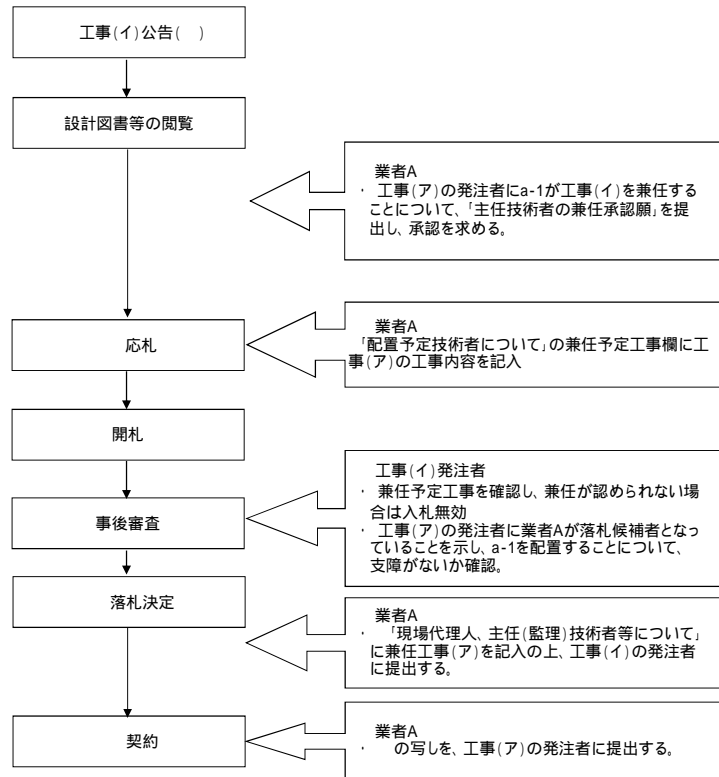 工事(イ)公告(　)
設計図書等の閲覧
業者A
・ 工事(ア)の発注者にa-1が工事(イ)を兼任する
ことについて、「主任技術者の兼任承認願」を提
出し、承認を求める。
応札
業者A
「配置予定技術者について」の兼任予定工事欄に工
事(ア)の工事内容を記入
開札
工事(イ)発注者
・ 兼任予定工事を確認し、兼任が認められない場
合は入札無効
・ 工事(ア)の発注者に業者Aが落札候補者となっ
ていることを示し、a-1を配置することについて、
支障がないか確認。
事後審査
落札決定
業者A
・ 「現場代理人、主任(監理)技術者等について」
に兼任工事(ア)を記入の上、工事(イ)の発注者
に提出する。
契約
業者A
・ の写しを、工事(ア)の発注者に提出する。